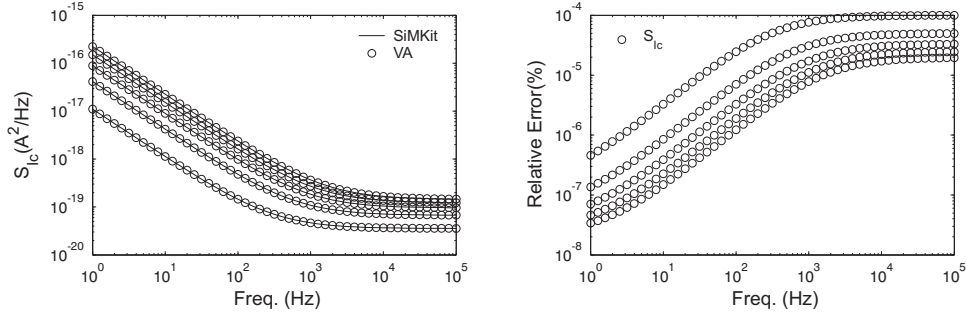 S_Ic(A^2/Hz)
10^-15
10^-16
10^-17
10^-18
10^-19
10^-20
SiMKit
VA
10^0 10^1 10^2 10^3 10^4 10^5
Freq. (Hz)
Relative Error(%)
10^-4
10^-5
10^-6
10^-7
10^-8
S_Ic
10^0 10^1 10^2 10^3 10^4 10^5
Freq. (Hz)